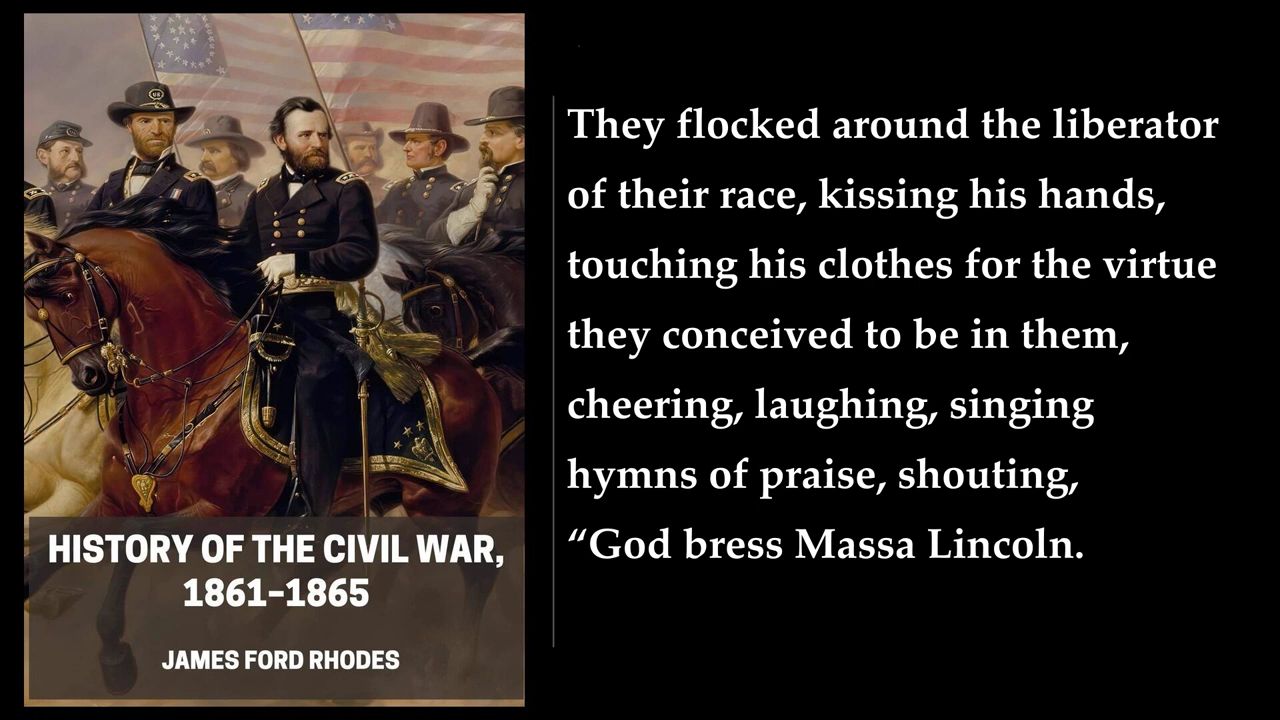 HISTORY OF THE CIVIL WAR,
1861–1865
JAMES FORD RHODES
They flocked around the liberator
of their race, kissing his hands,
touching his clothes for the virtue
they conceived to be in them,
cheering, laughing, singing
hymns of praise, shouting,
“God bress Massa Lincoln.